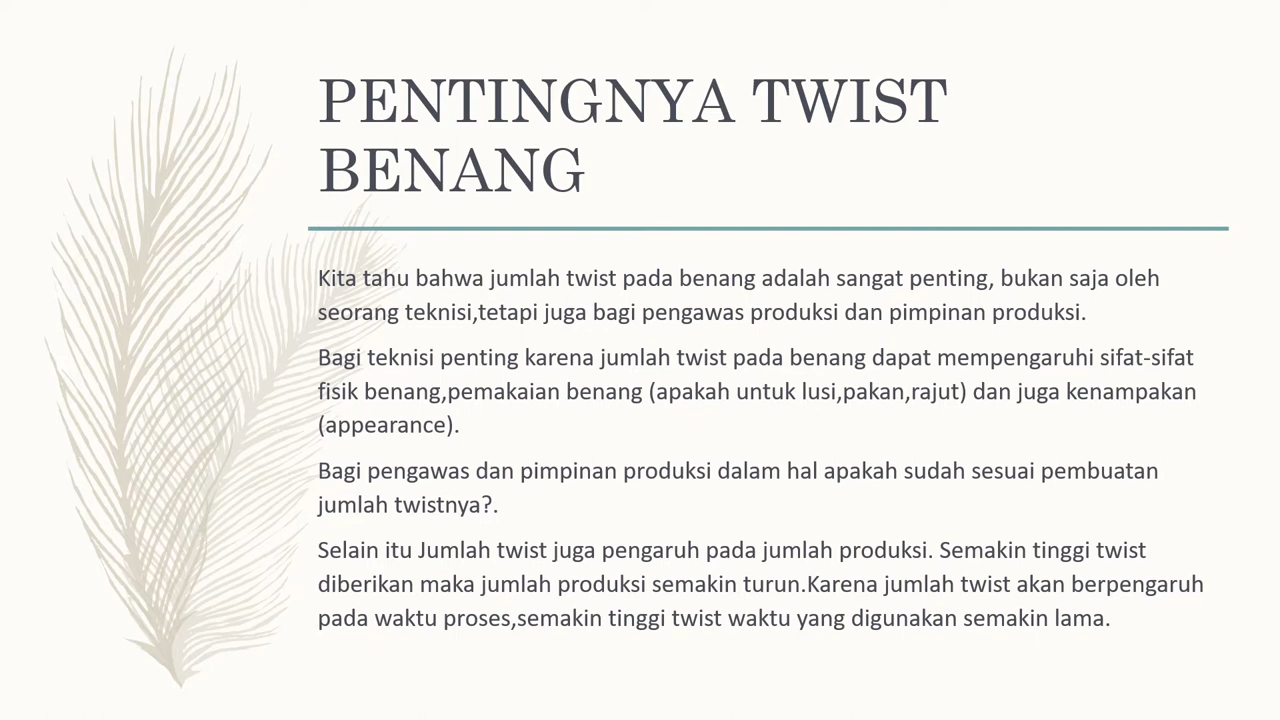 PENTINGNYA TWIST
BENANG
Kita tahu bahwa jumlah twist pada benang adalah sangat penting, bukan saja oleh
seorang teknisi,tetapi juga bagi pengawas produksi dan pimpinan produksi.
Bagi teknisi penting karena jumlah twist pada benang dapat mempengaruhi sifat-sifat
fisik benang,pemakaian benang (apakah untuk lusi,pakan,rajut) dan juga kenampakan
(appearance).
Bagi pengawas dan pimpinan produksi dalam hal apakah sudah sesuai pembuatan
jumlah twistnya?.
Selain itu Jumlah twist juga pengaruh pada jumlah produksi. Semakin tinggi twist
diberikan maka jumlah produksi semakin turun.Karena jumlah twist akan berpengaruh
pada waktu proses,semakin tinggi twist waktu yang digunakan semakin lama.